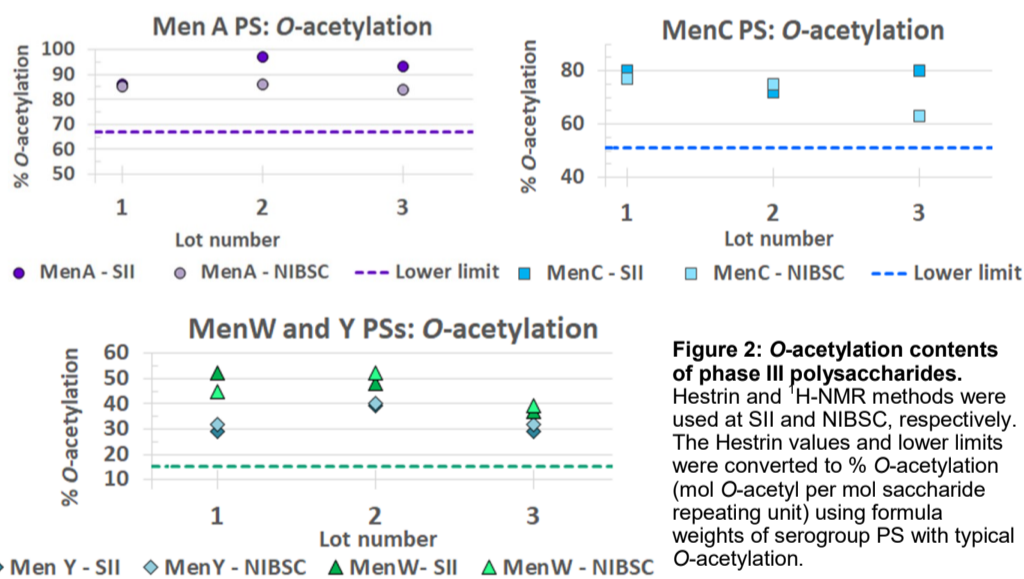 Men A PS: O-acetylation
% O-acetylation
100
90
80
70
60
50
1 2 3
Lot number
MenA - SII MenA - NIBSC Lower limit
MenC PS: O-acetylation
% O-acetylation
80
60
40
1 2 3
Lot number
MenC - SII MenC - NIBSC Lower limit
MenW and Y PSs: O-acetylation
% O-acetylation
60
50
40
30
20
10
1 2 3
Lot number
Men Y - SII MenY - NIBSC MenW- SII MenW - NIBSC
Figure 2: O-acetylation contents
of phase III polysaccharides.
Hestrin and ¹H-NMR methods were
used at SII and NIBSC, respectively.
The Hestrin values and lower limits
were converted to % O-acetylation
(mol O-acetyl per mol saccharide
repeating unit) using formula
weights of serogroup PS with typical
O-acetylation.